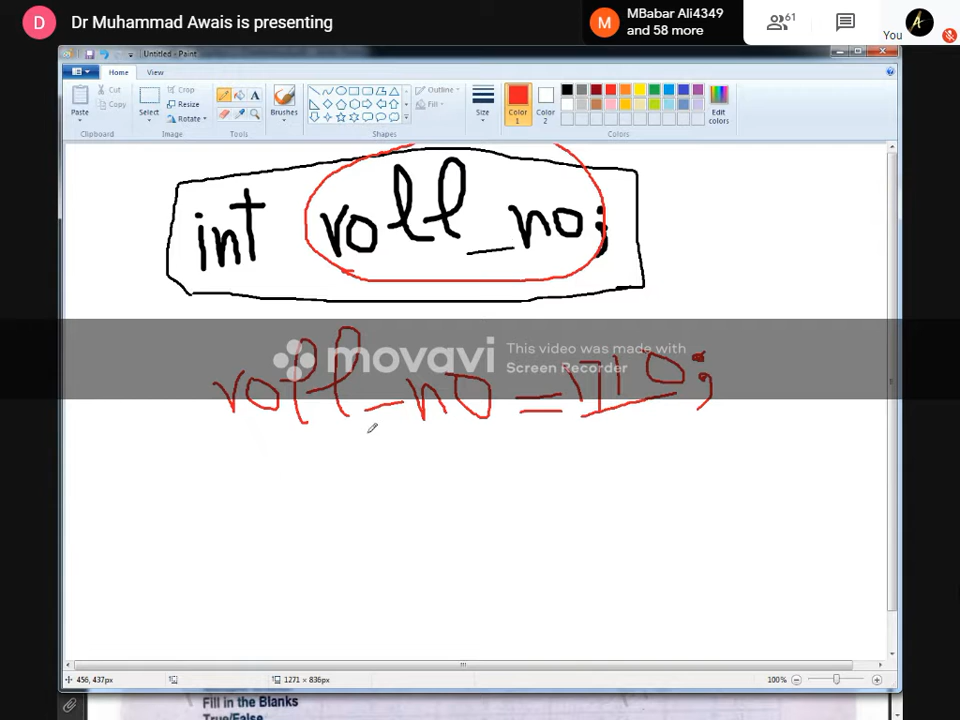 Dr Muhammad Awais is presenting
MBabar Ali4349
and 58 more
61
You
Untitled - Paint
Home View
Paste
Cut
Copy
Clipboard
Select
Crop
Resize
Rotate
Image
Tools
Brushes
Outline
Fill
Shapes
Size
Color 1
Color 2
Edit colors
Colors
int roll_no;
movavi
This video was made with
Screen Recorder
roll_no = 1710;
456, 437px
1271 × 836px
100%
Fill in the Blanks
True/False